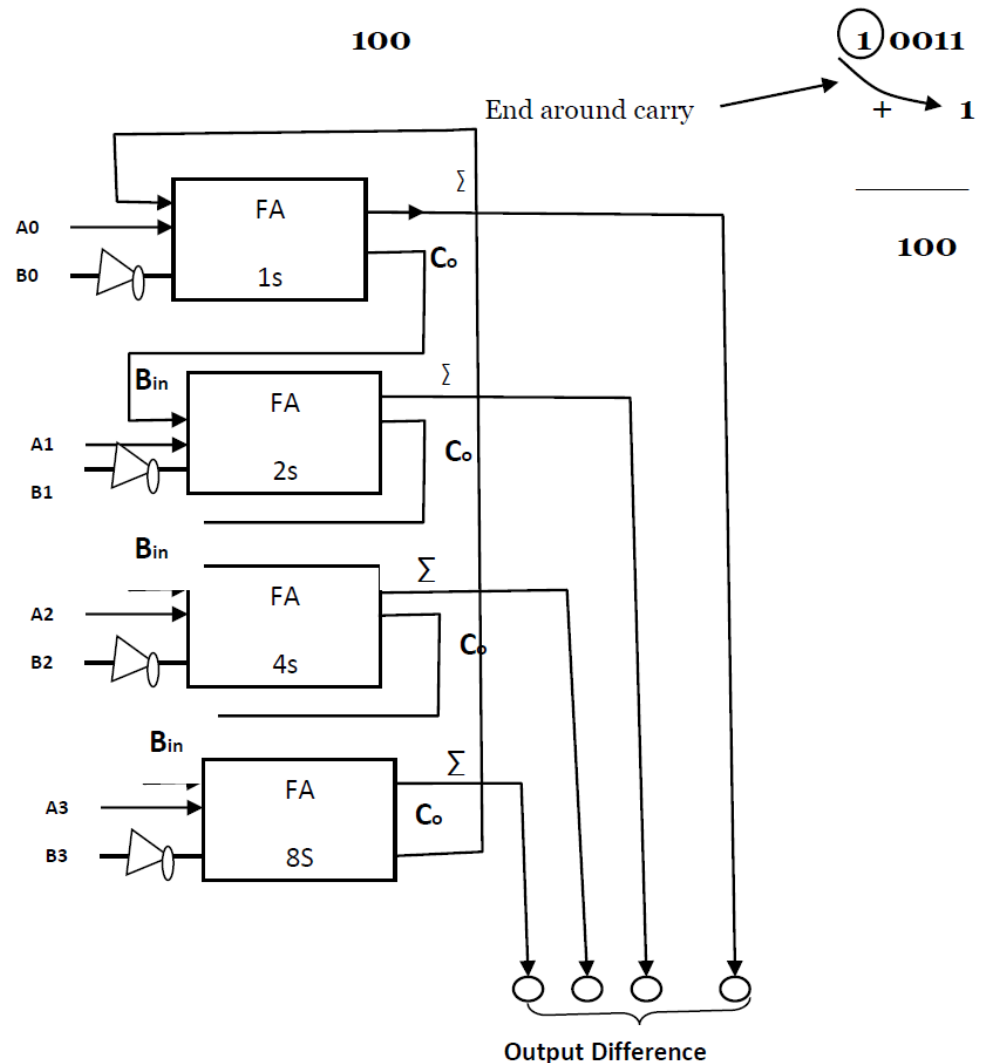 100
1 0011
End around carry
+ 1
100
∑
FA
A0
Co
B0
1s
∑
Bin
FA
A1
Co
2s
B1
Bin
∑
FA
A2
Co
B2
4s
Bin
∑
FA
A3
Co
B3
8S
Output Difference